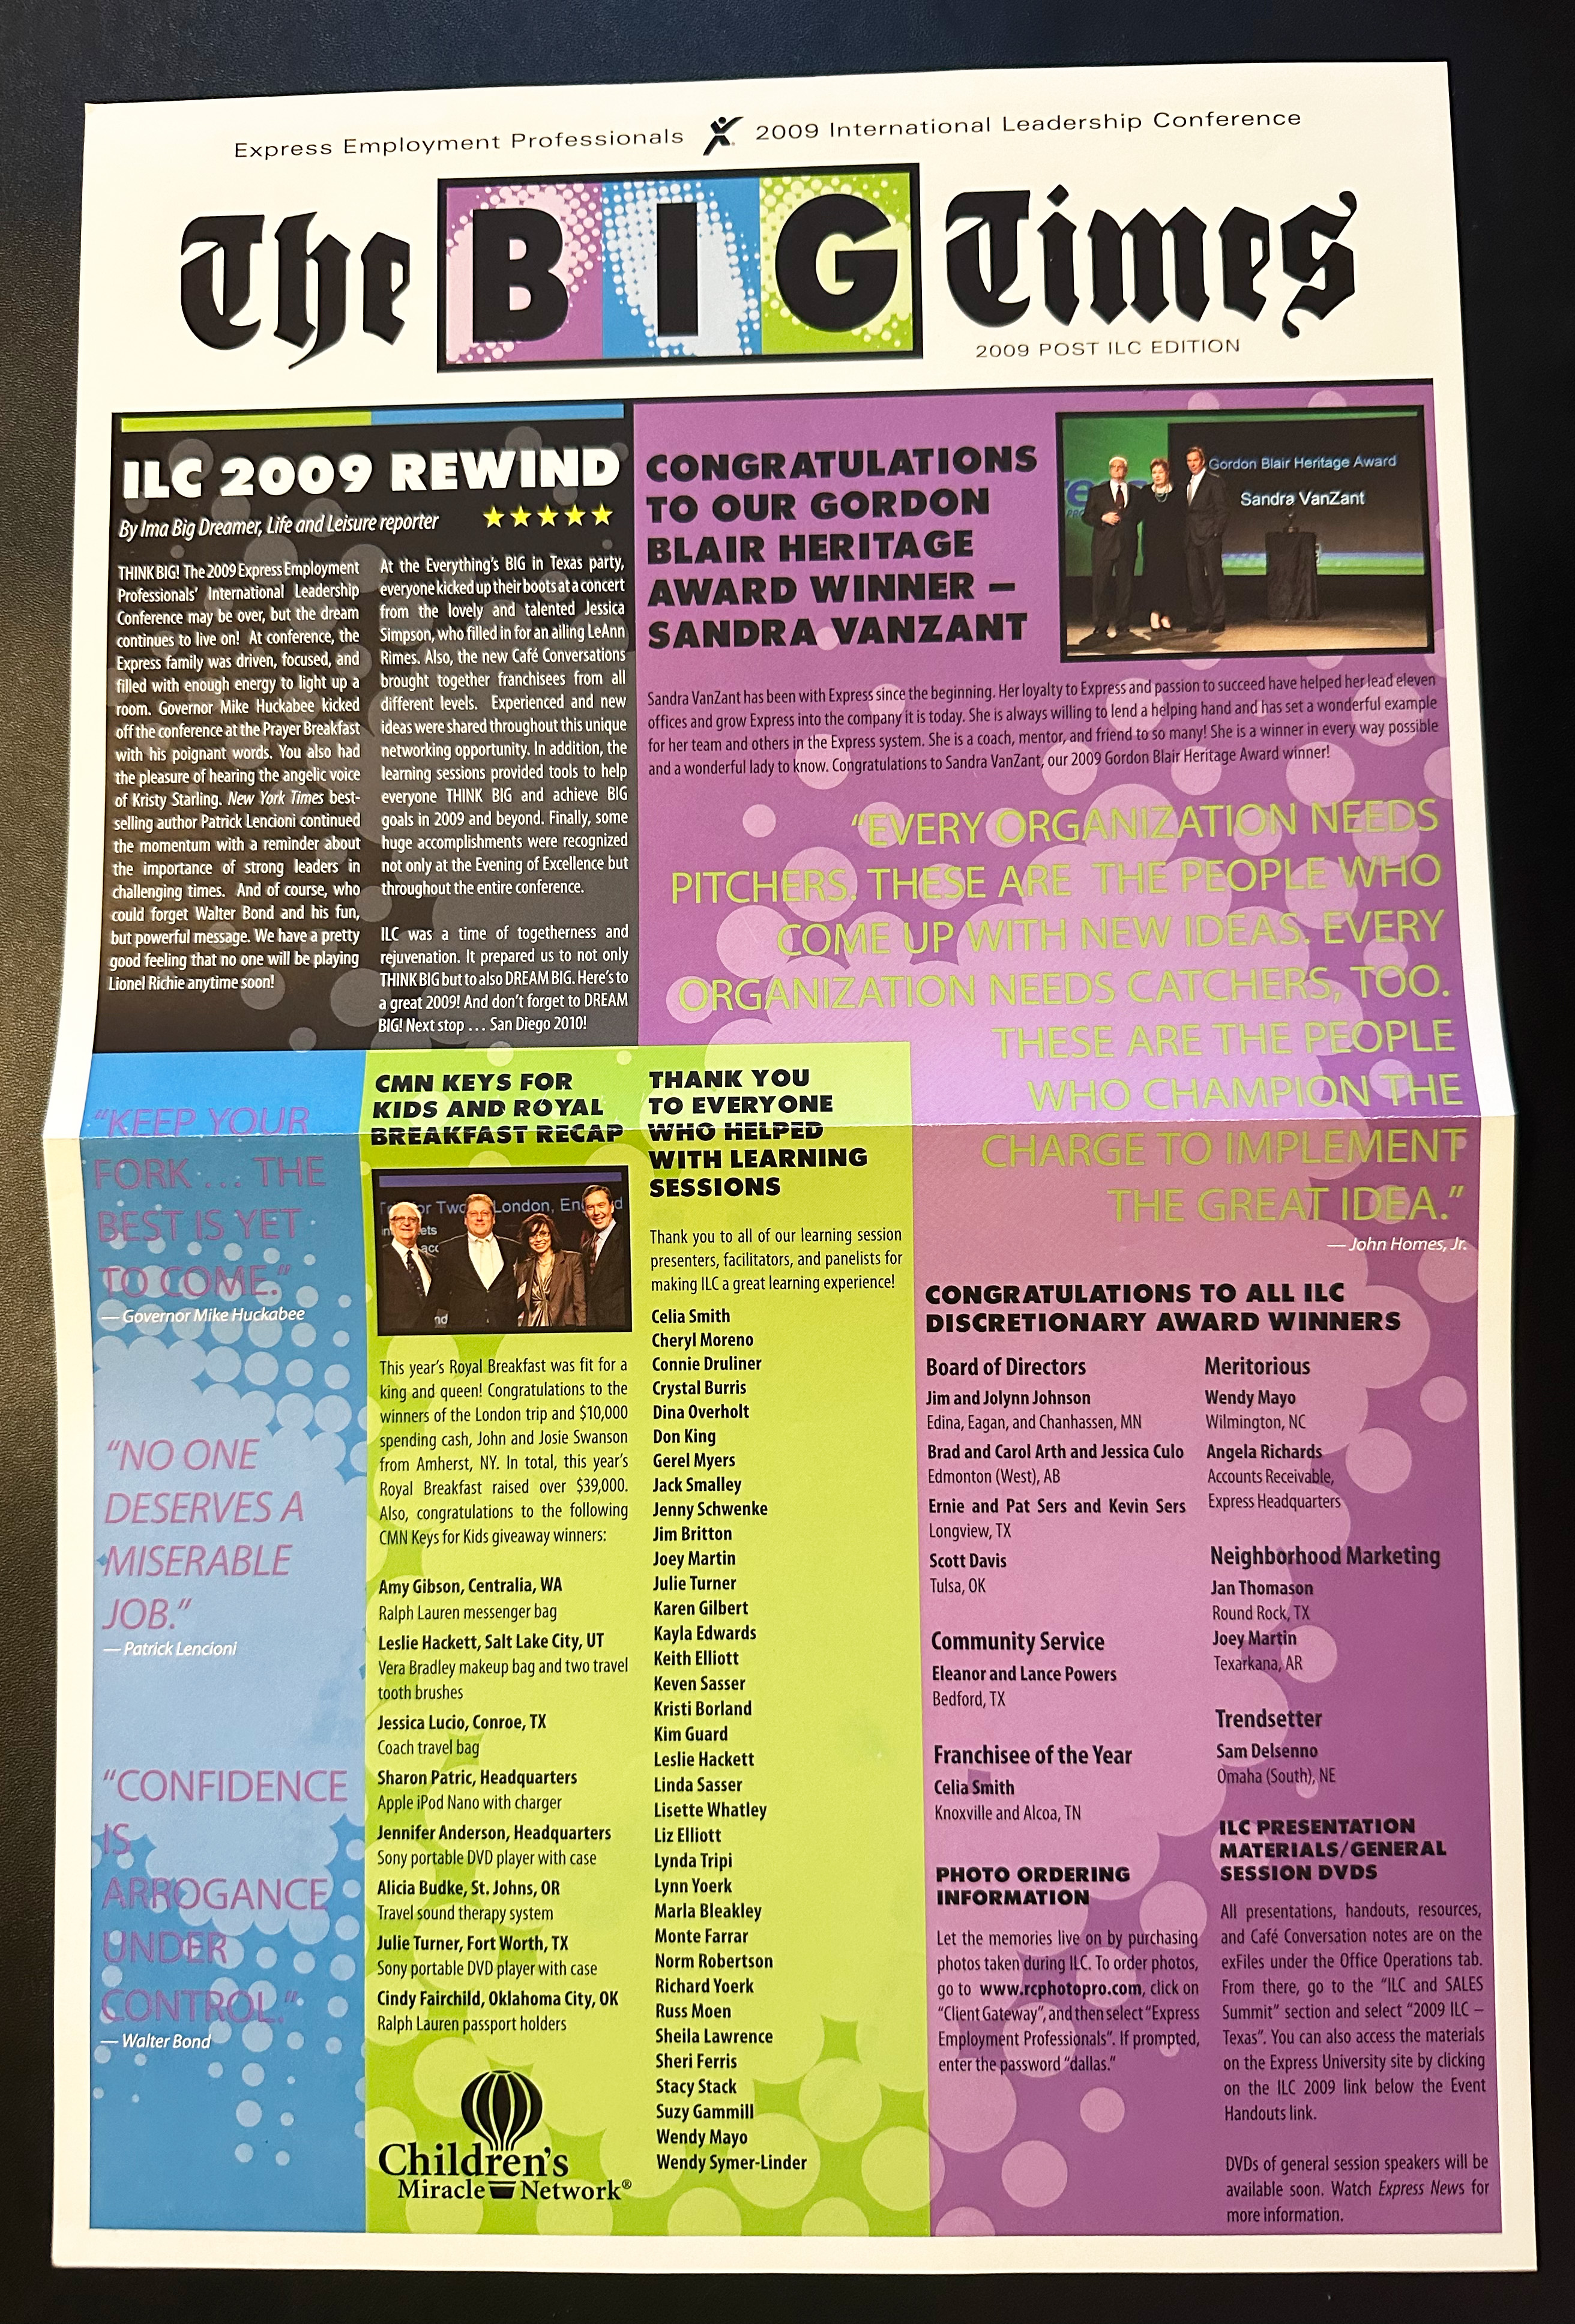 Express Employment Professionals 2009 International Leadership Conference
The BIG Times
2009 POST ILC EDITION
ILC 2009 REWIND
By Ima Big Dreamer, Life and Leisure reporter
THINK BIG! The 2009 Express Employment
Professionals' International Leadership
Conference may be over, but the dream
continues to live on! At conference, the
Express family was driven, focused, and
filled with enough energy to light up a
room. Governor Mike Huckabee kicked
off the conference at the Prayer Breakfast
with his poignant words. You also had
the pleasure of hearing the angelic voice
of Kristy Starling. New York Times best-
selling author Patrick Lencioni continued
the momentum with a reminder about
the importance of strong leaders in
challenging times. And of course, who
could forget Walter Bond and his fun,
but powerful message. We have a pretty
good feeling that no one will be playing
Lionel Richie anytime soon!
At the Everything's BIG in Texas party,
everyone kicked up their boots at a concert
from the lovely and talented Jessica
Simpson, who filled in for an ailing LeAnn
Rimes. Also, the new Café Conversations
brought together franchisees from all
different levels. Experienced and new
ideas were shared throughout this unique
networking opportunity. In addition, the
learning sessions provided tools to help
everyone THINK BIG and achieve BIG
goals in 2009 and beyond. Finally, some
huge accomplishments were recognized
not only at the Evening of Excellence but
throughout the entire conference.
ILC was a time of togetherness and
rejuvenation. It prepared us to not only
THINK BIG but to also DREAM BIG. Here's to
a great 2009! And don't forget to DREAM
BIG! Next stop ... San Diego 2010!
CONGRATULATIONS
TO OUR GORDON
BLAIR HERITAGE
AWARD WINNER –
SANDRA VANZANT
Gordon Blair Heritage Award
Sandra VanZant
Sandra VanZant has been with Express since the beginning. Her loyalty to Express and passion to succeed have helped her lead eleven
offices and grow Express into the company it is today. She is always willing to lend a helping hand and has set a wonderful example
for her team and others in the Express system. She is a coach, mentor, and friend to so many! She is a winner in every way possible
and a wonderful lady to know. Congratulations to Sandra VanZant, our 2009 Gordon Blair Heritage Award winner!
"EVERY ORGANIZATION NEEDS
PITCHERS. THESE ARE THE PEOPLE WHO
COME UP WITH NEW IDEAS. EVERY
ORGANIZATION NEEDS CATCHERS, TOO.
THESE ARE THE PEOPLE
WHO CHAMPION THE
CHARGE TO IMPLEMENT
THE GREAT IDEA."
— John Homes, Jr.
"KEEP YOUR
FORK ... THE
BEST IS YET
TO COME."
— Governor Mike Huckabee
"NO ONE
DESERVES A
MISERABLE
JOB."
— Patrick Lencioni
"CONFIDENCE
IS
ARROGANCE
UNDER
CONTROL."
— Walter Bond
CMN KEYS FOR
KIDS AND ROYAL
BREAKFAST RECAP
or Two London, En d
ets
acc
nd
This year's Royal Breakfast was fit for a
king and queen! Congratulations to the
winners of the London trip and $10,000
spending cash, John and Josie Swanson
from Amherst, NY. In total, this year's
Royal Breakfast raised over $39,000.
Also, congratulations to the following
CMN Keys for Kids giveaway winners:
Amy Gibson, Centralia, WA
Ralph Lauren messenger bag
Leslie Hackett, Salt Lake City, UT
Vera Bradley makeup bag and two travel
tooth brushes
Jessica Lucio, Conroe, TX
Coach travel bag
Sharon Patric, Headquarters
Apple iPod Nano with charger
Jennifer Anderson, Headquarters
Sony portable DVD player with case
Alicia Budke, St. Johns, OR
Travel sound therapy system
Julie Turner, Fort Worth, TX
Sony portable DVD player with case
Cindy Fairchild, Oklahoma City, OK
Ralph Lauren passport holders
Children's
Miracle Network®
THANK YOU
TO EVERYONE
WHO HELPED
WITH LEARNING
SESSIONS
Thank you to all of our learning session
presenters, facilitators, and panelists for
making ILC a great learning experience!
Celia Smith
Cheryl Moreno
Connie Druliner
Crystal Burris
Dina Overholt
Don King
Gerel Myers
Jack Smalley
Jenny Schwenke
Jim Britton
Joey Martin
Julie Turner
Karen Gilbert
Kayla Edwards
Keith Elliott
Keven Sasser
Kristi Borland
Kim Guard
Leslie Hackett
Linda Sasser
Lisette Whatley
Liz Elliott
Lynda Tripi
Lynn Yoerk
Marla Bleakley
Monte Farrar
Norm Robertson
Richard Yoerk
Russ Moen
Sheila Lawrence
Sheri Ferris
Stacy Stack
Suzy Gammill
Wendy Mayo
Wendy Symer-Linder
CONGRATULATIONS TO ALL ILC
DISCRETIONARY AWARD WINNERS
Board of Directors
Jim and Jolynn Johnson
Edina, Eagan, and Chanhassen, MN
Brad and Carol Arth and Jessica Culo
Edmonton (West), AB
Ernie and Pat Sers and Kevin Sers
Longview, TX
Scott Davis
Tulsa, OK
Community Service
Eleanor and Lance Powers
Bedford, TX
Franchisee of the Year
Celia Smith
Knoxville and Alcoa, TN
PHOTO ORDERING
INFORMATION
Let the memories live on by purchasing
photos taken during ILC. To order photos,
go to www.rcphotopro.com, click on
"Client Gateway", and then select "Express
Employment Professionals". If prompted,
enter the password "dallas."
Meritorious
Wendy Mayo
Wilmington, NC
Angela Richards
Accounts Receivable,
Express Headquarters
Neighborhood Marketing
Jan Thomason
Round Rock, TX
Joey Martin
Texarkana, AR
Trendsetter
Sam Delsenno
Omaha (South), NE
ILC PRESENTATION
MATERIALS/GENERAL
SESSION DVDS
All presentations, handouts, resources,
and Café Conversation notes are on the
exFiles under the Office Operations tab.
From there, go to the "ILC and SALES
Summit" section and select "2009 ILC –
Texas". You can also access the materials
on the Express University site by clicking
on the ILC 2009 link below the Event
Handouts link.
DVDs of general session speakers will be
available soon. Watch Express News for
more information.